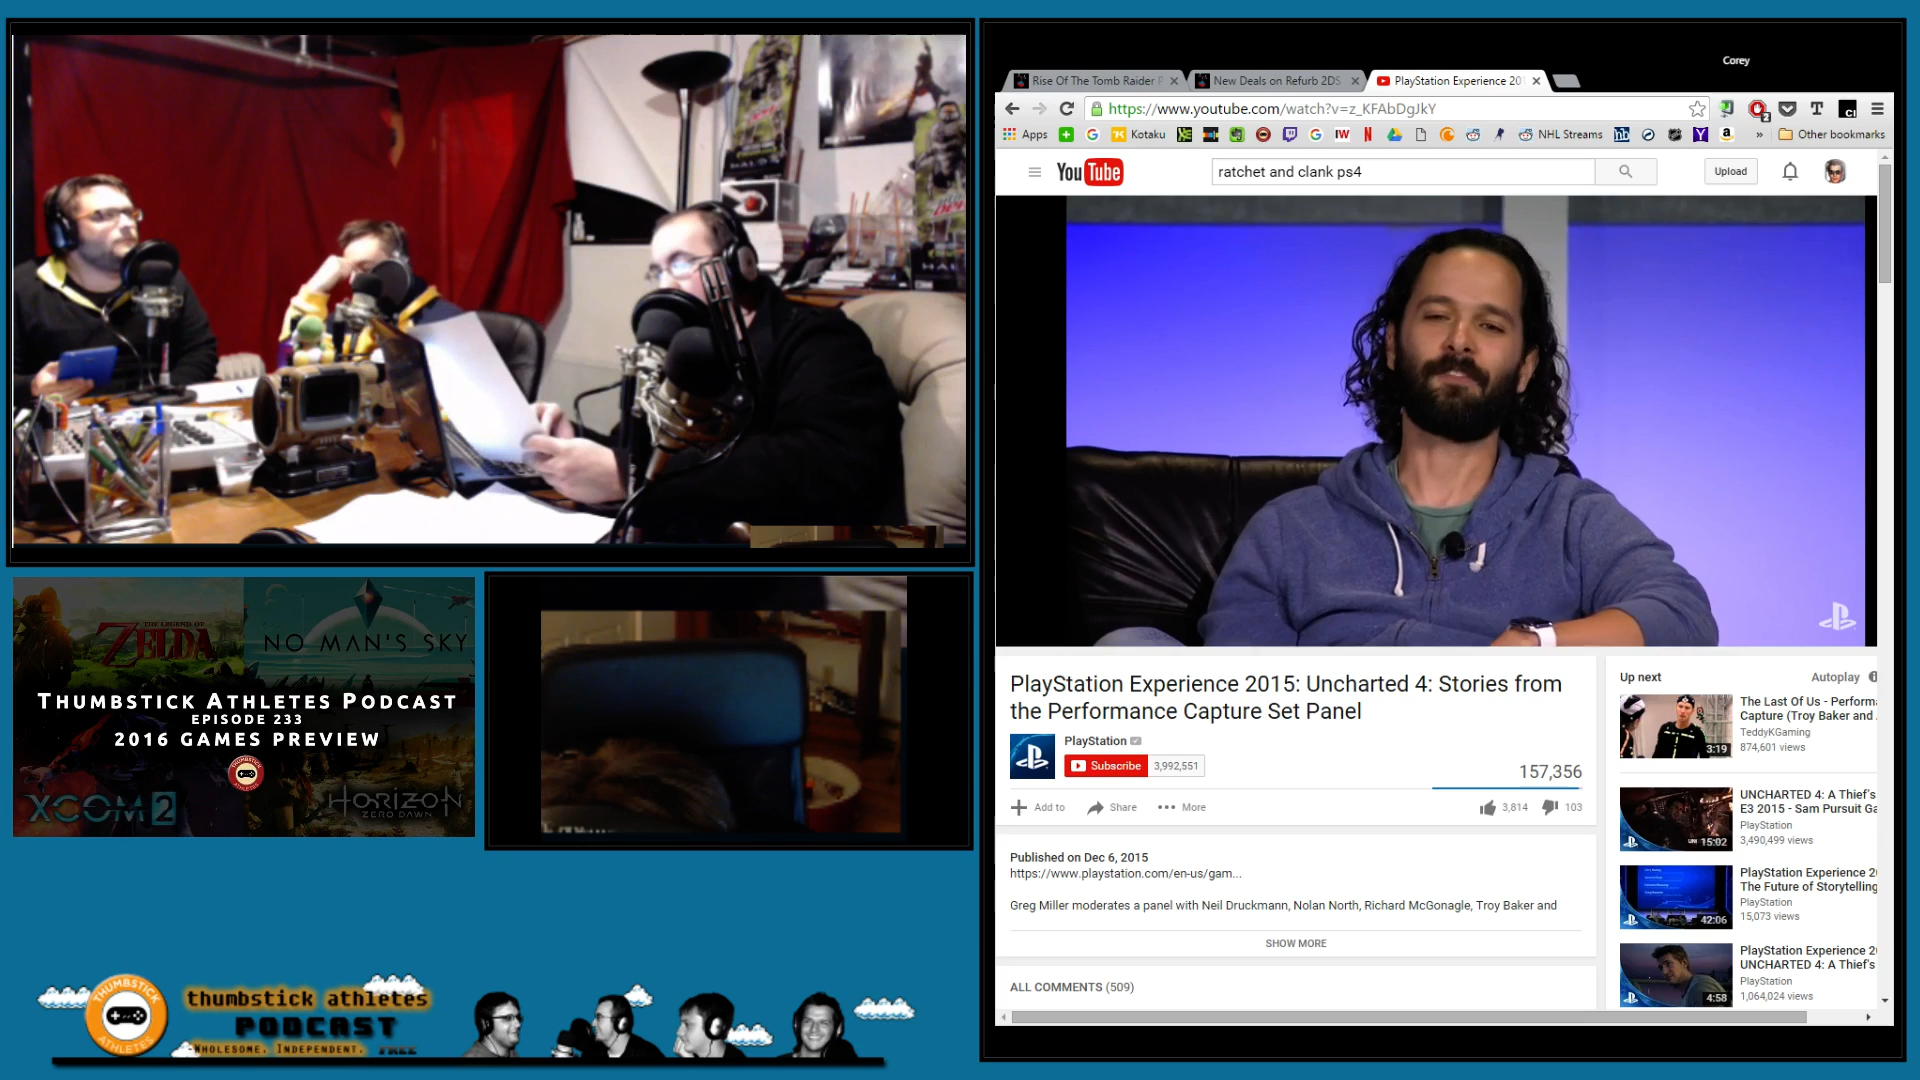 Corey
Rise Of The Tomb Raider P
New Deals on Refurb 2DS
PlayStation Experience 201
https://www.youtube.com/watch?v=z_KFAbDgJkY
Apps
Kotaku
IW
NHL Streams
Other bookmarks
YouTube
ratchet and clank ps4
Upload
PlayStation Experience 2015: Uncharted 4: Stories from
the Performance Capture Set Panel
PlayStation
Subscribe 3,992,551
157,356
Add to
Share
More
3,814
103
Published on Dec 6, 2015
https://www.playstation.com/en-us/gam...
Greg Miller moderates a panel with Neil Druckmann, Nolan North, Richard McGonagle, Troy Baker and
SHOW MORE
ALL COMMENTS (509)
Up next
Autoplay
The Last Of Us - Performa
Capture (Troy Baker and
TeddyKGaming
874,601 views
3:19
UNCHARTED 4: A Thief's
E3 2015 - Sam Pursuit Ga
PlayStation
3,490,499 views
15:02
PlayStation Experience 2
The Future of Storytelling
PlayStation
15,073 views
42:06
PlayStation Experience 2
UNCHARTED 4: A Thief's
PlayStation
1,064,024 views
4:58
THE LEGEND OF
ZELDA
NO MAN'S SKY
THUMBSTICK ATHLETES PODCAST
EPISODE 233
2016 GAMES PREVIEW
XCOM 2
HORIZON
ZERO DAWN
THUMBSTICK
ATHLETES
thumbstick athletes
PODCAST
WHOLESOME. INDEPENDENT. FREE